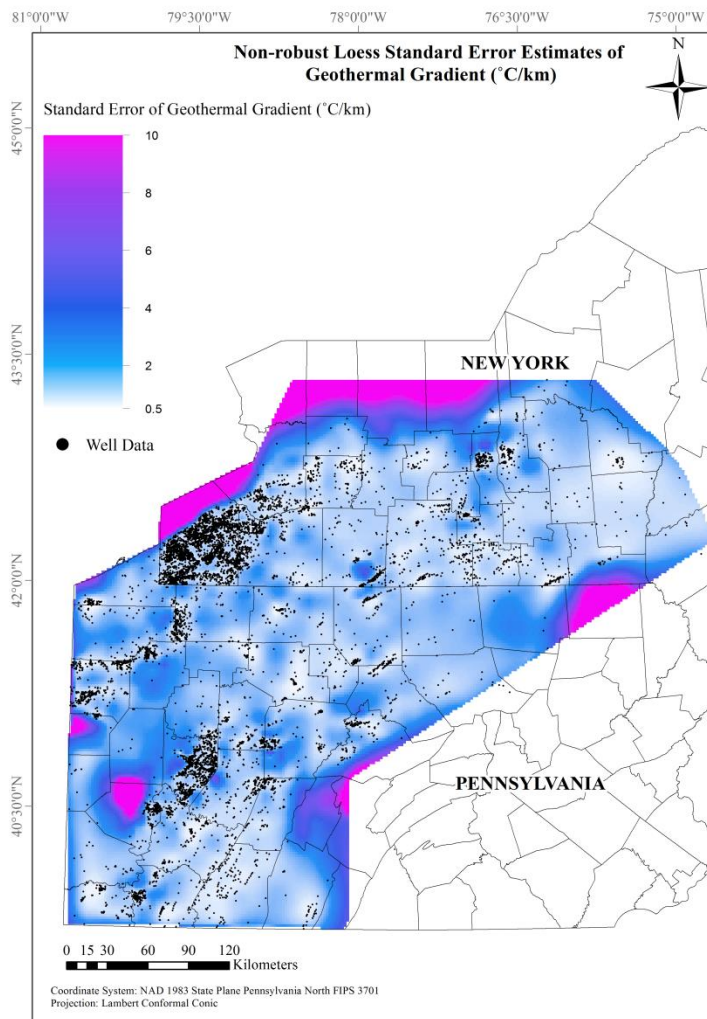 81°0'0"W 79°30'0"W 78°0'0"W 76°30'0"W 75°0'0"W
Non-robust Loess Standard Error Estimates of
Geothermal Gradient (˚C/km)
N
Standard Error of Geothermal Gradient (˚C/km)
10
8
6
4
2
0.5
Well Data
45°0'0"N
43°30'0"N
42°0'0"N
40°30'0"N
NEW YORK
PENNSYLVANIA
0 15 30 60 90 120
Kilometers
Coordinate System: NAD 1983 State Plane Pennsylvania North FIPS 3701
Projection: Lambert Conformal Conic